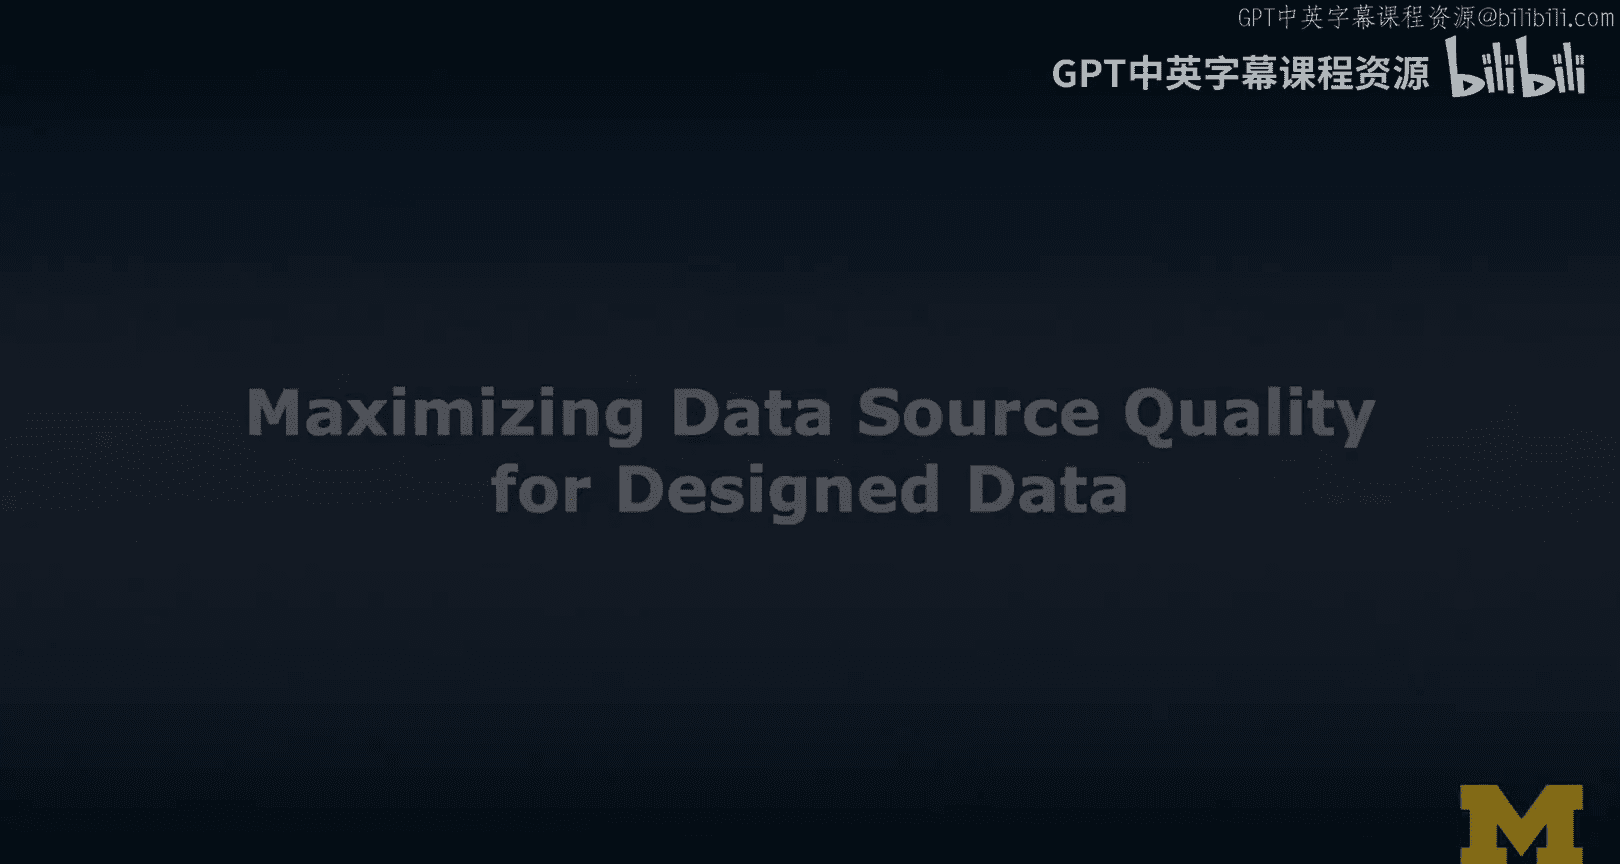 GPT中英字幕课程资源@bilibili.com
GPT中英字幕课程资源 bilibili
Maximizing Data Source Quality
for Designed Data
M